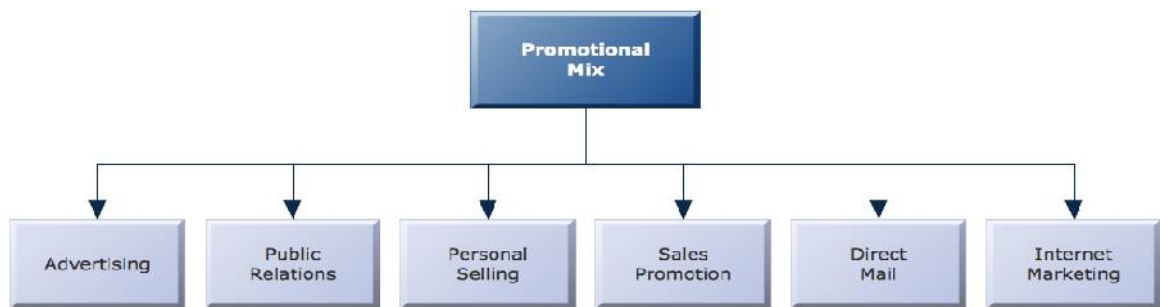 Promotional
Mix
Advertising
Public
Relations
Personal
Selling
Sales
Promotion
Direct
Mail
Internet
Marketing